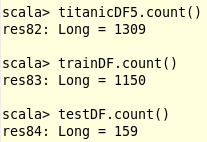 scala> titanicDF5.count()
res82: Long = 1309
scala> trainDF.count()
res83: Long = 1150
scala> testDF.count()
res84: Long = 159